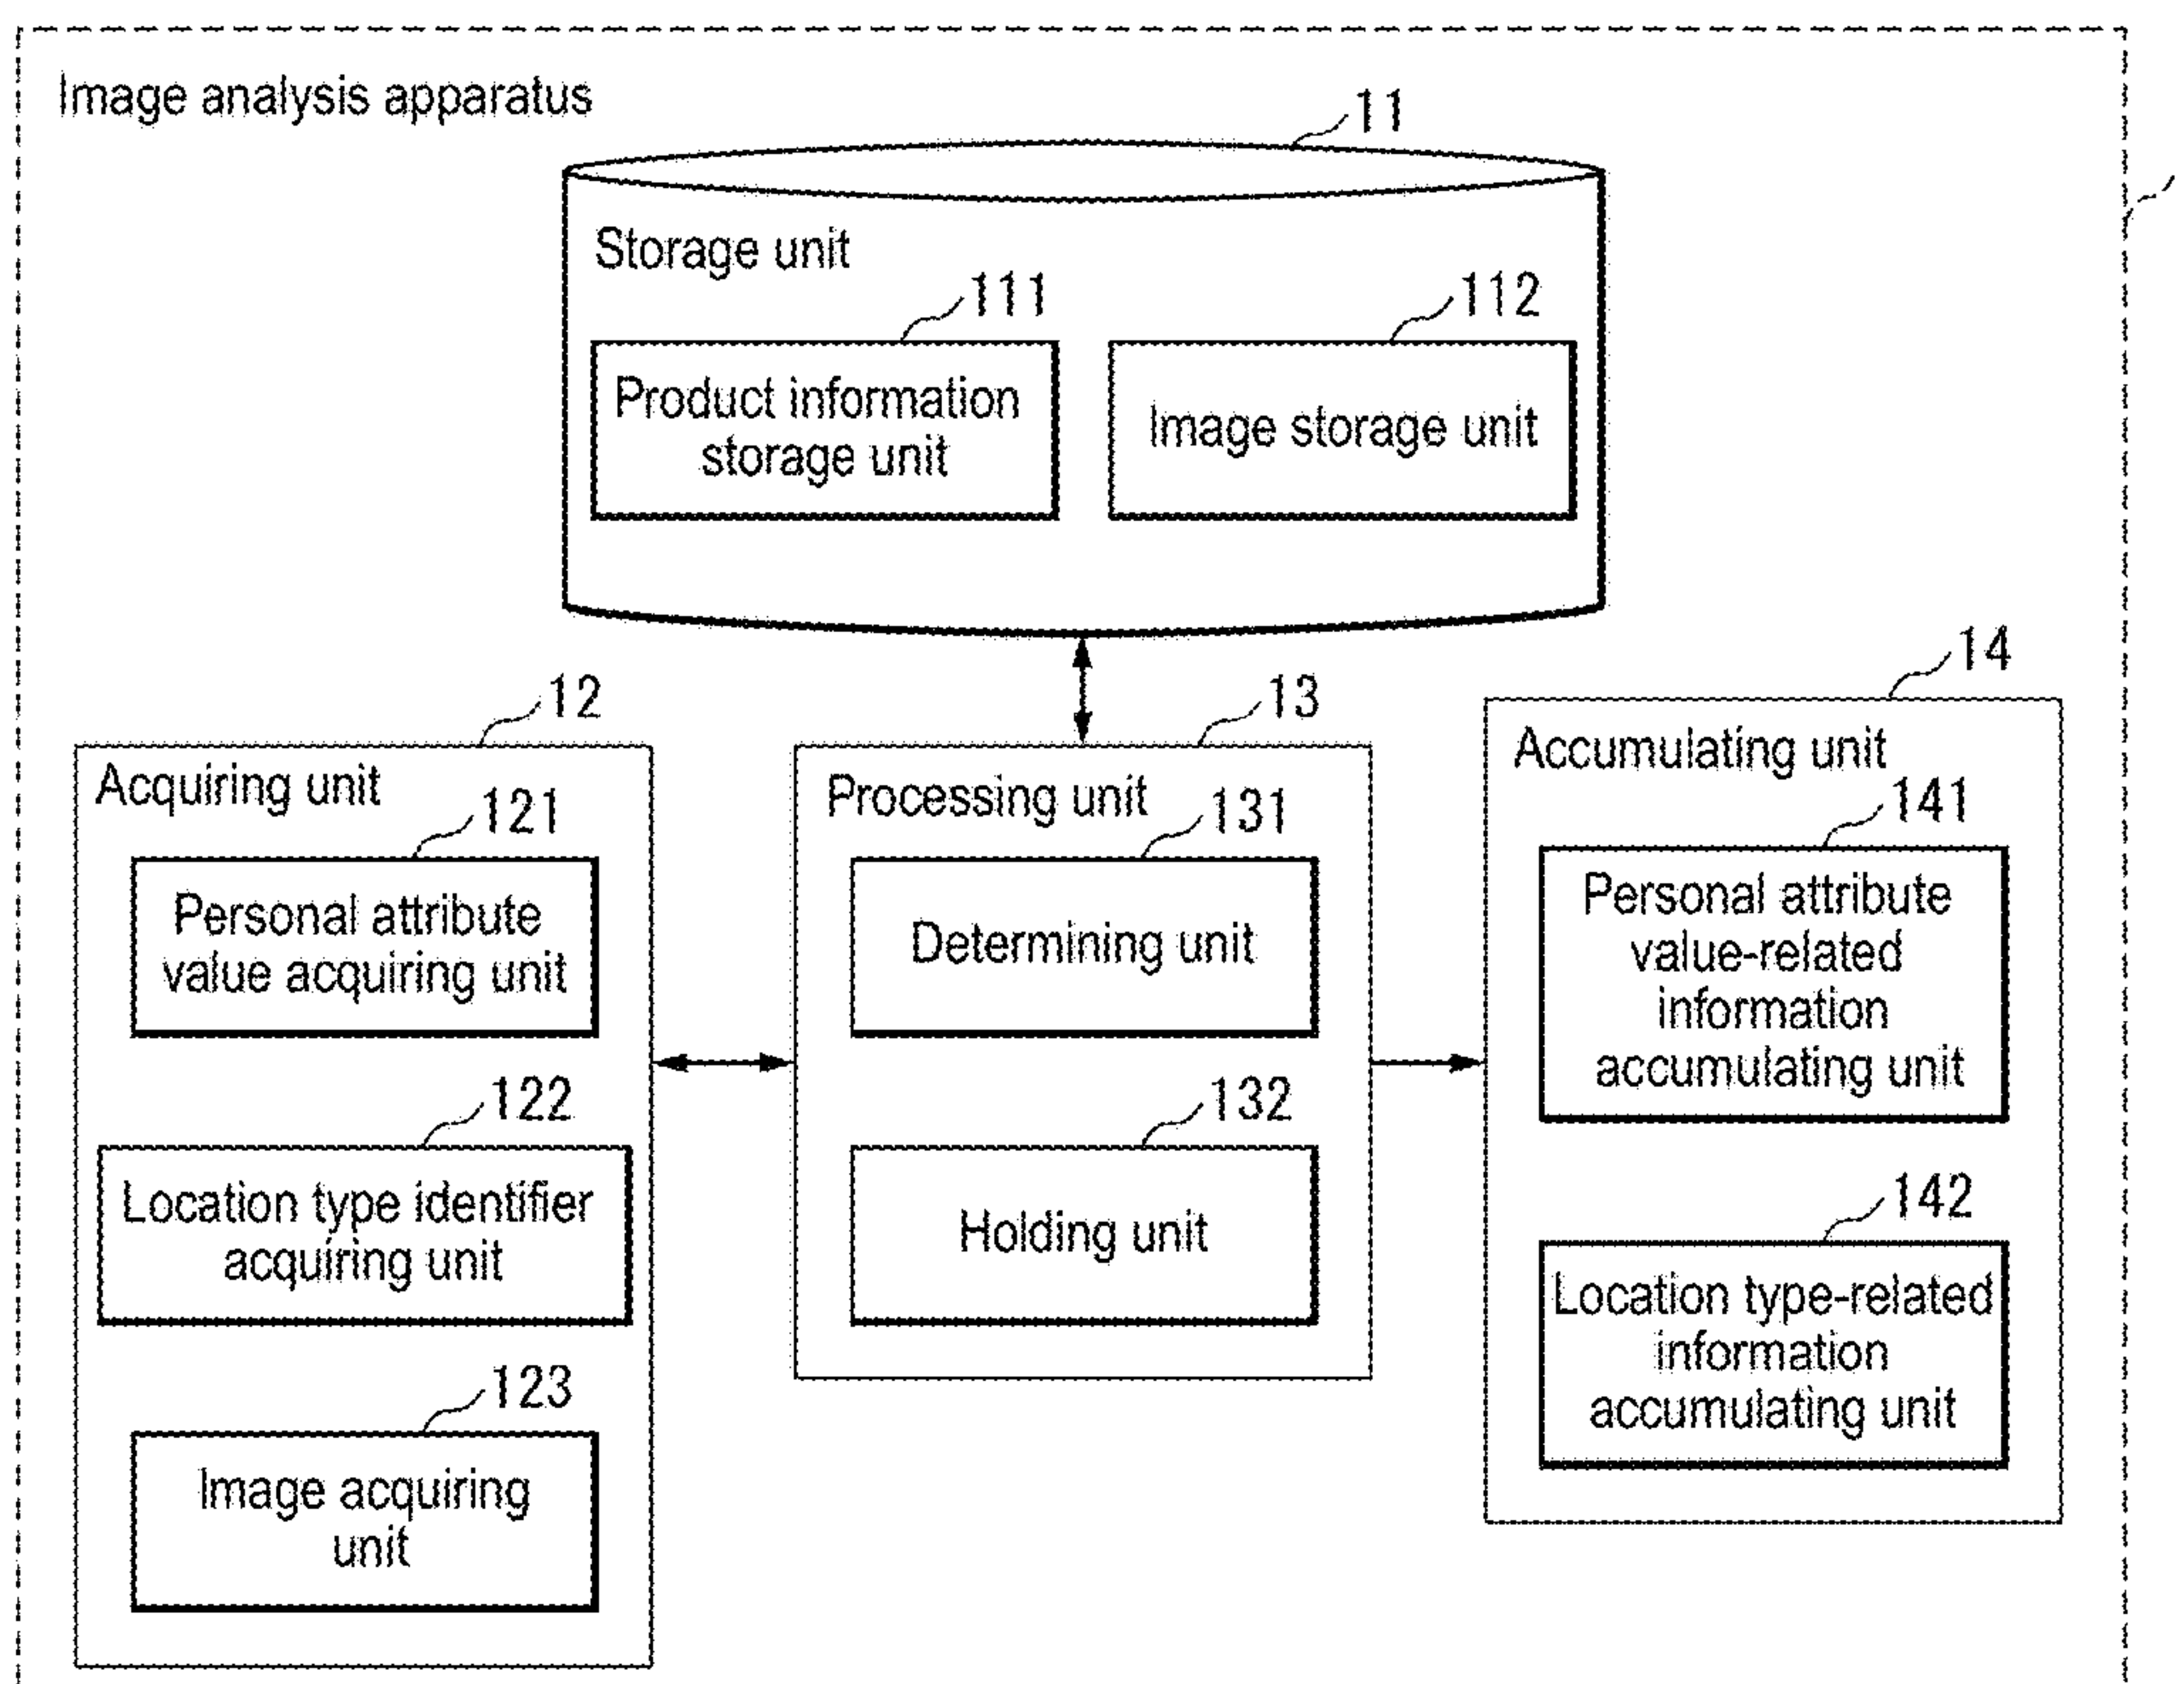 Image analysis apparatus
11
Storage unit
111
112
Product information
storage unit
Image storage unit
12
13
14
Acquiring unit
Processing unit
Accumulating unit
121
131
141
Personal attribute
value acquiring unit
Determining unit
Personal attribute
value-related
information
accumulating unit
122
132
142
Location type identifier
acquiring unit
Holding unit
Location type-related
information
accumulating unit
123
Image acquiring
unit